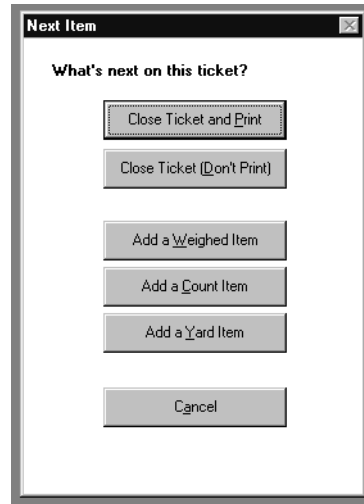 Next Item
What's next on this ticket?
Close Ticket and Print
Close Ticket (Don't Print)
Add a Weighed Item
Add a Count Item
Add a Yard Item
Cancel